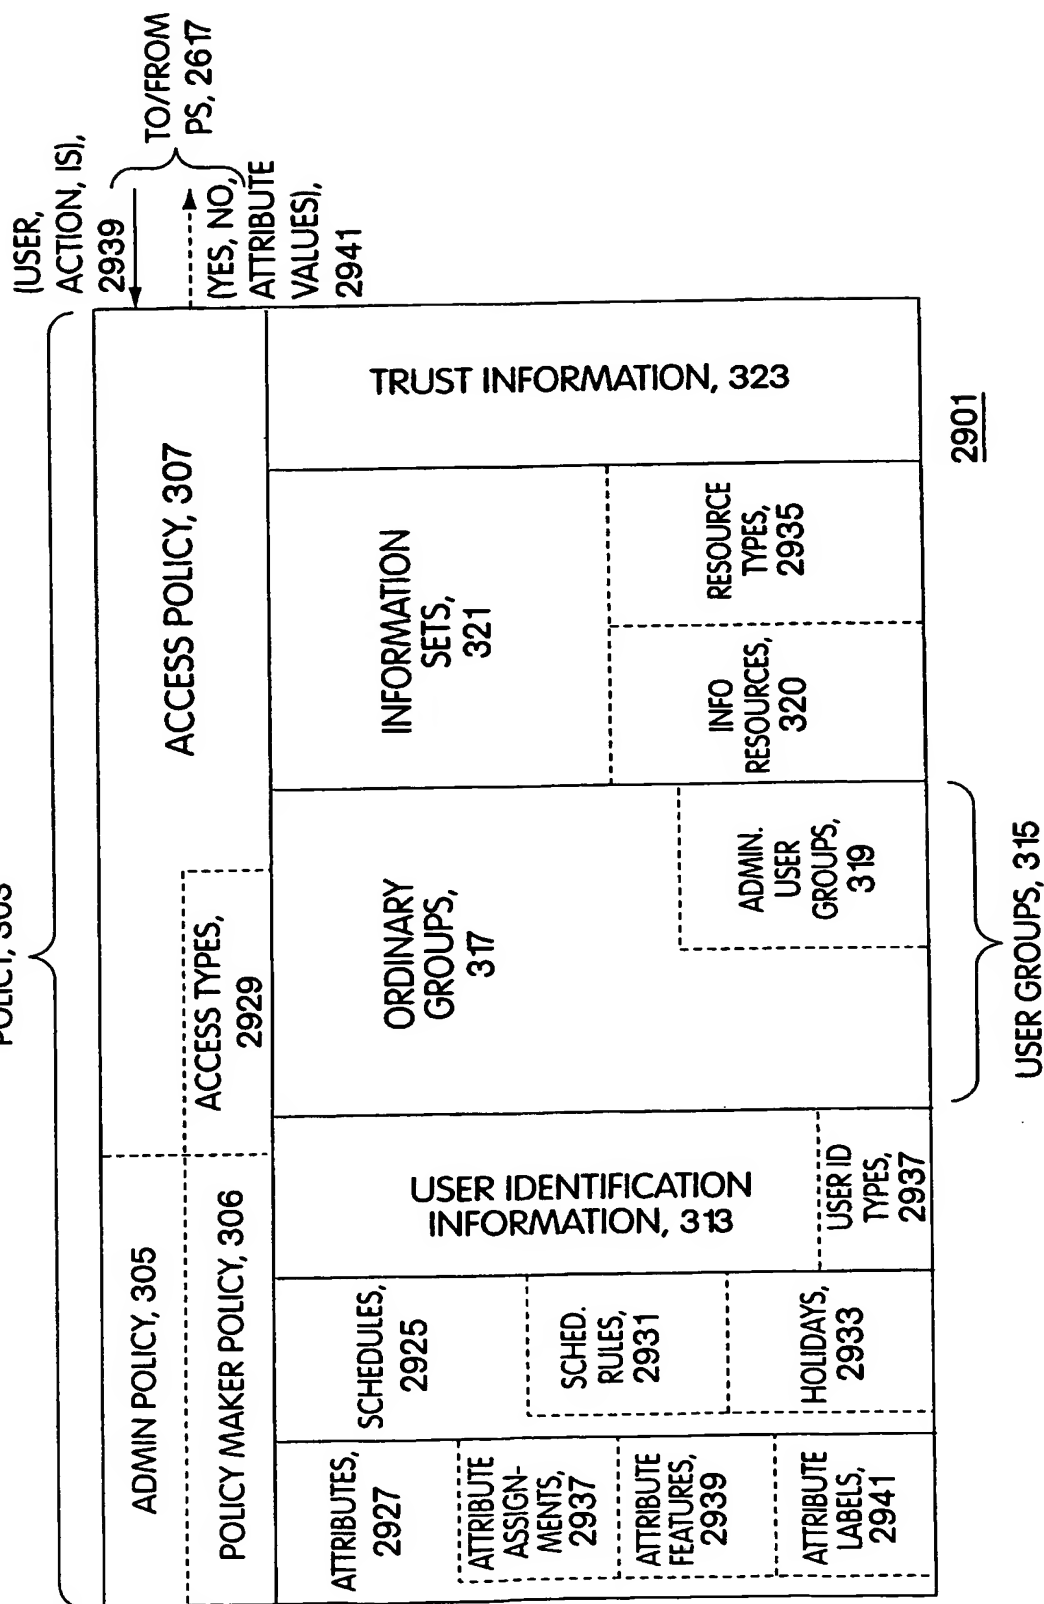 POLICY, 303
(USER,
ACTION, IS),
2939
TO/FROM
PS, 2617
(YES, NO,
ATTRIBUTE
VALUES),
2941
ADMIN POLICY, 305
POLICY MAKER POLICY, 306
ACCESS TYPES,
2929
ACCESS POLICY, 307
ATTRIBUTES,
2927
ATTRIBUTE
ASSIGN-
MENTS,
2937
ATTRIBUTE
FEATURES,
2939
ATTRIBUTE
LABELS,
2941
SCHEDULES,
2925
SCHED.
RULES,
2931
HOLIDAYS,
2933
USER IDENTIFICATION
INFORMATION, 313
USER ID
TYPES,
2937
ORDINARY
GROUPS,
317
ADMIN.
USER
GROUPS,
319
INFORMATION
SETS,
321
INFO
RESOURCES,
320
RESOURCE
TYPES,
2935
TRUST INFORMATION, 323
USER GROUPS, 315
2901